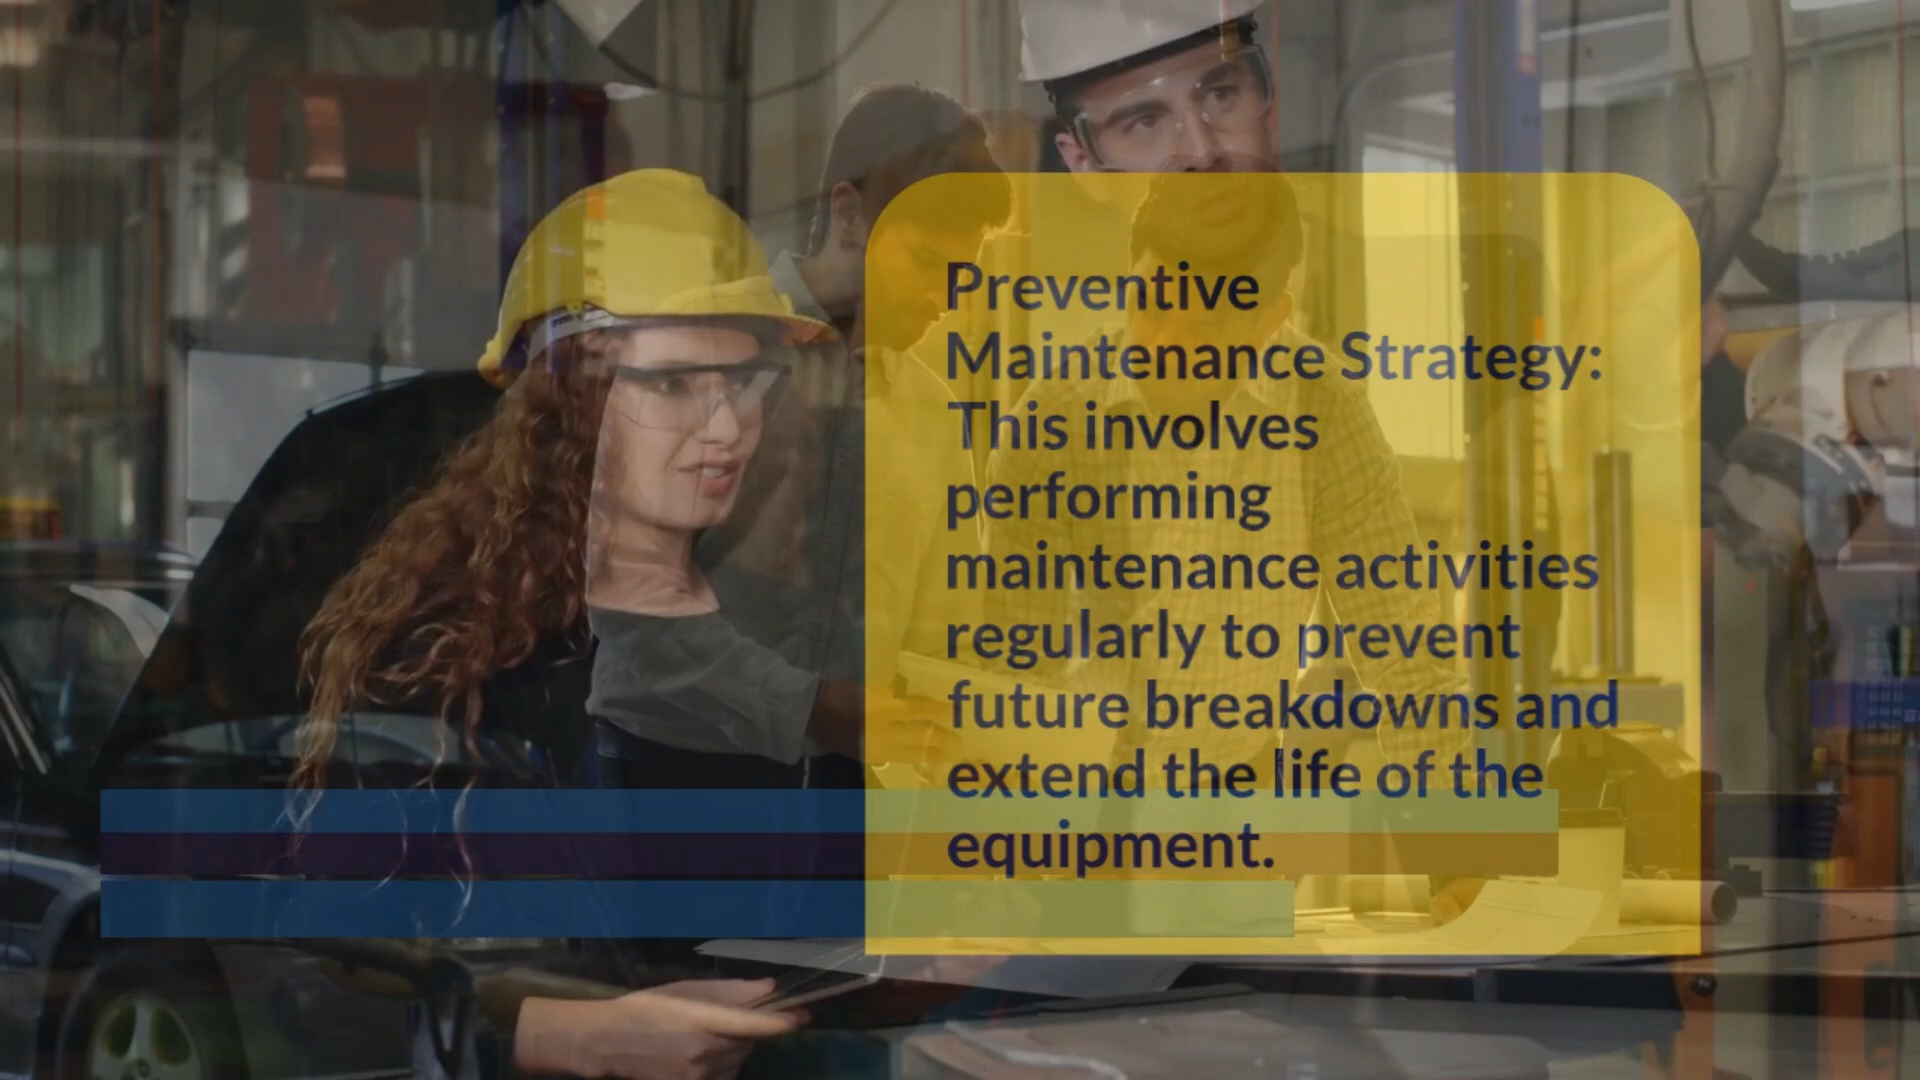 Preventive
Maintenance Strategy:
This involves
performing
maintenance activities
regularly to prevent
future breakdowns and
extend the life of the
equipment.